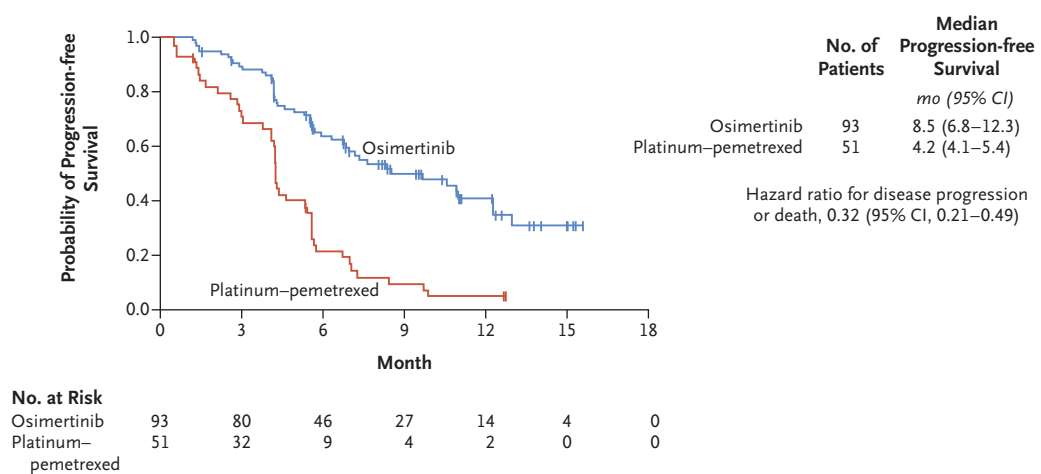 Probability of Progression-free
Survival
1.0
0.8
0.6
0.4
0.2
0.0
Osimertinib
Platinum–pemetrexed
0 3 6 9 12 15 18
Month
No. of
Patients
Median
Progression-free
Survival
mo (95% CI)
Osimertinib 93 8.5 (6.8–12.3)
Platinum–pemetrexed 51 4.2 (4.1–5.4)
Hazard ratio for disease progression
or death, 0.32 (95% CI, 0.21–0.49)
No. at Risk
Osimertinib 93 80 46 27 14 4 0
Platinum– 51 32 9 4 2 0 0
pemetrexed